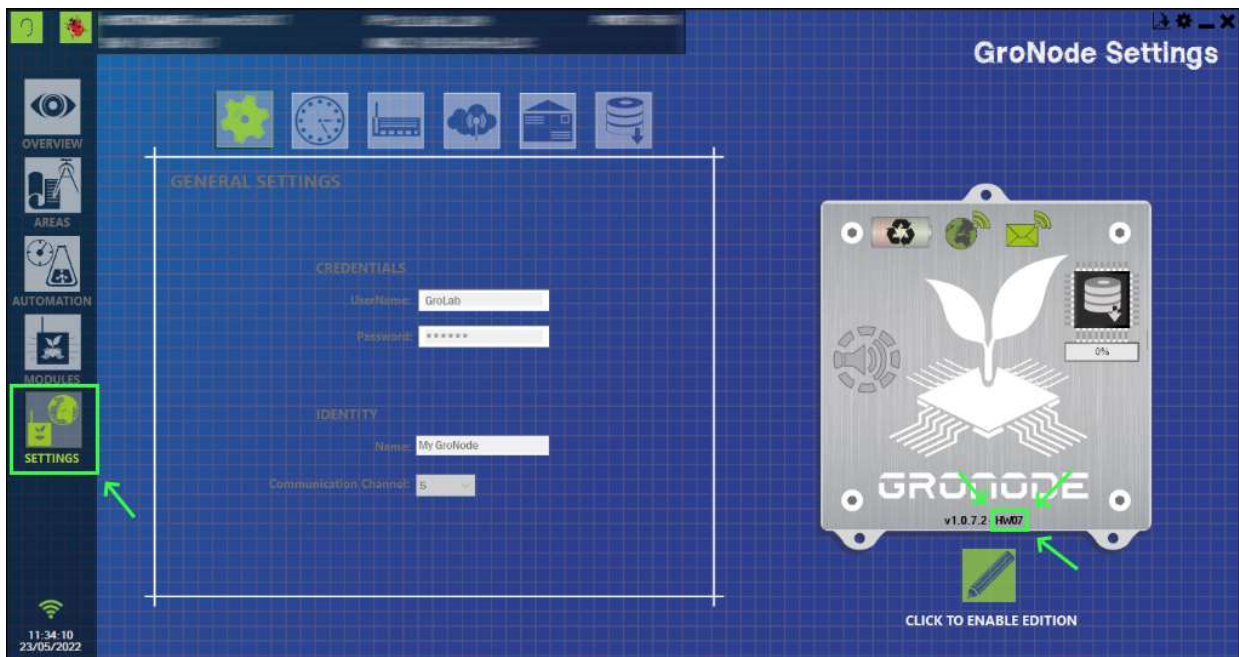 GroNode Settings
OVERVIEW
AREAS
AUTOMATION
MODULES
SETTINGS
11:34:10
23/05/2022
GENERAL SETTINGS
CREDENTIALS
UserName: GroLab
Password: ******
IDENTITY
Name: My GroNode
Communication Channel: 5
0%
GRONODE
v1.0.7.2- HW07
CLICK TO ENABLE EDITION